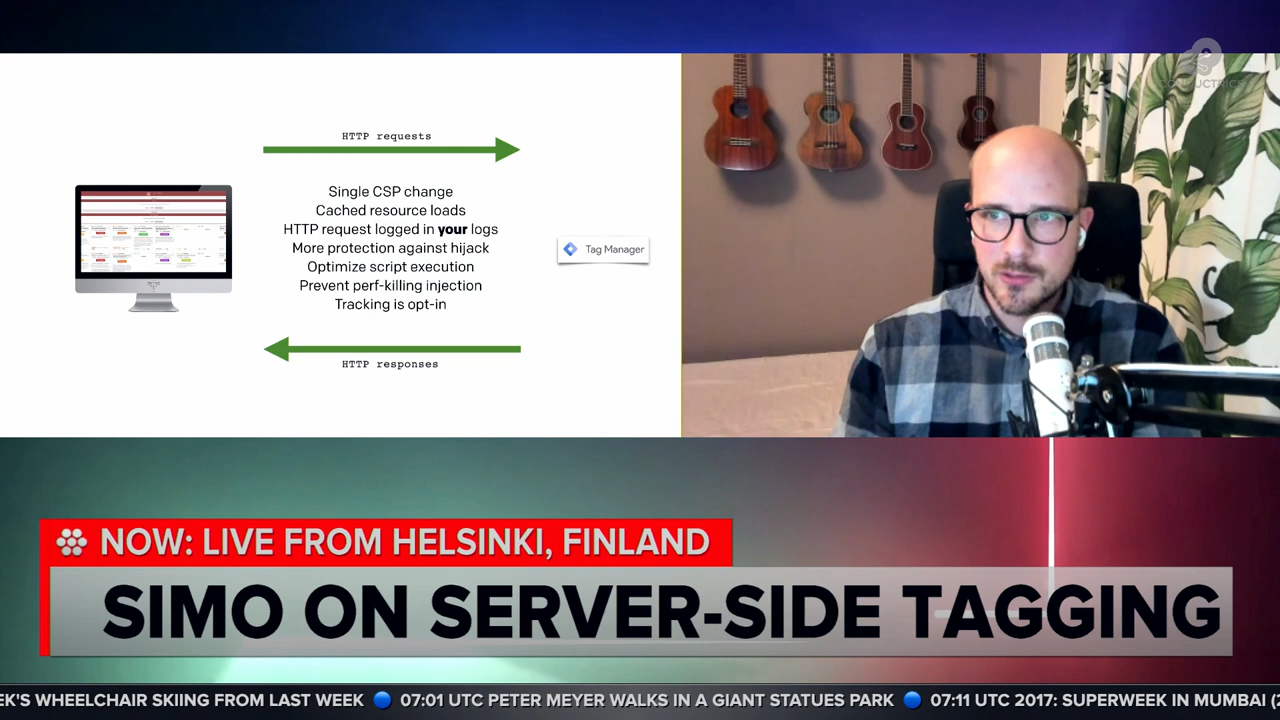 HTTP requests
Single CSP change
Cached resource loads
HTTP request logged in your logs
More protection against hijack
Optimize script execution
Prevent perf-killing injection
Tracking is opt-in
Tag Manager
HTTP responses
NOW: LIVE FROM HELSINKI, FINLAND
SIMO ON SERVER-SIDE TAGGING
EK'S WHEELCHAIR SKIING FROM LAST WEEK 07:01 UTC PETER MEYER WALKS IN A GIANT STATUES PARK 07:11 UTC 2017: SUPERWEEK IN MUMBAI (